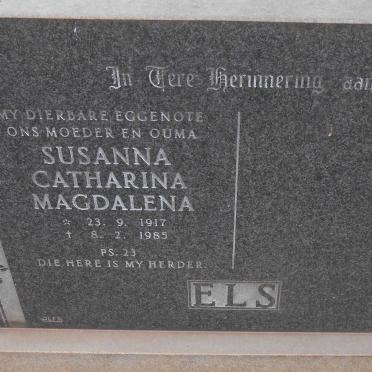 In Tere Herinnering aan
MY DIERBARE EGGENOTE
ONS MOEDER EN OUMA
SUSANNA
CATHARINA
MAGDALENA
☆ 23. 9. 1917
† 8. 2. 1985
PS. 23
DIE HERE IS MY HERDER.
ELS